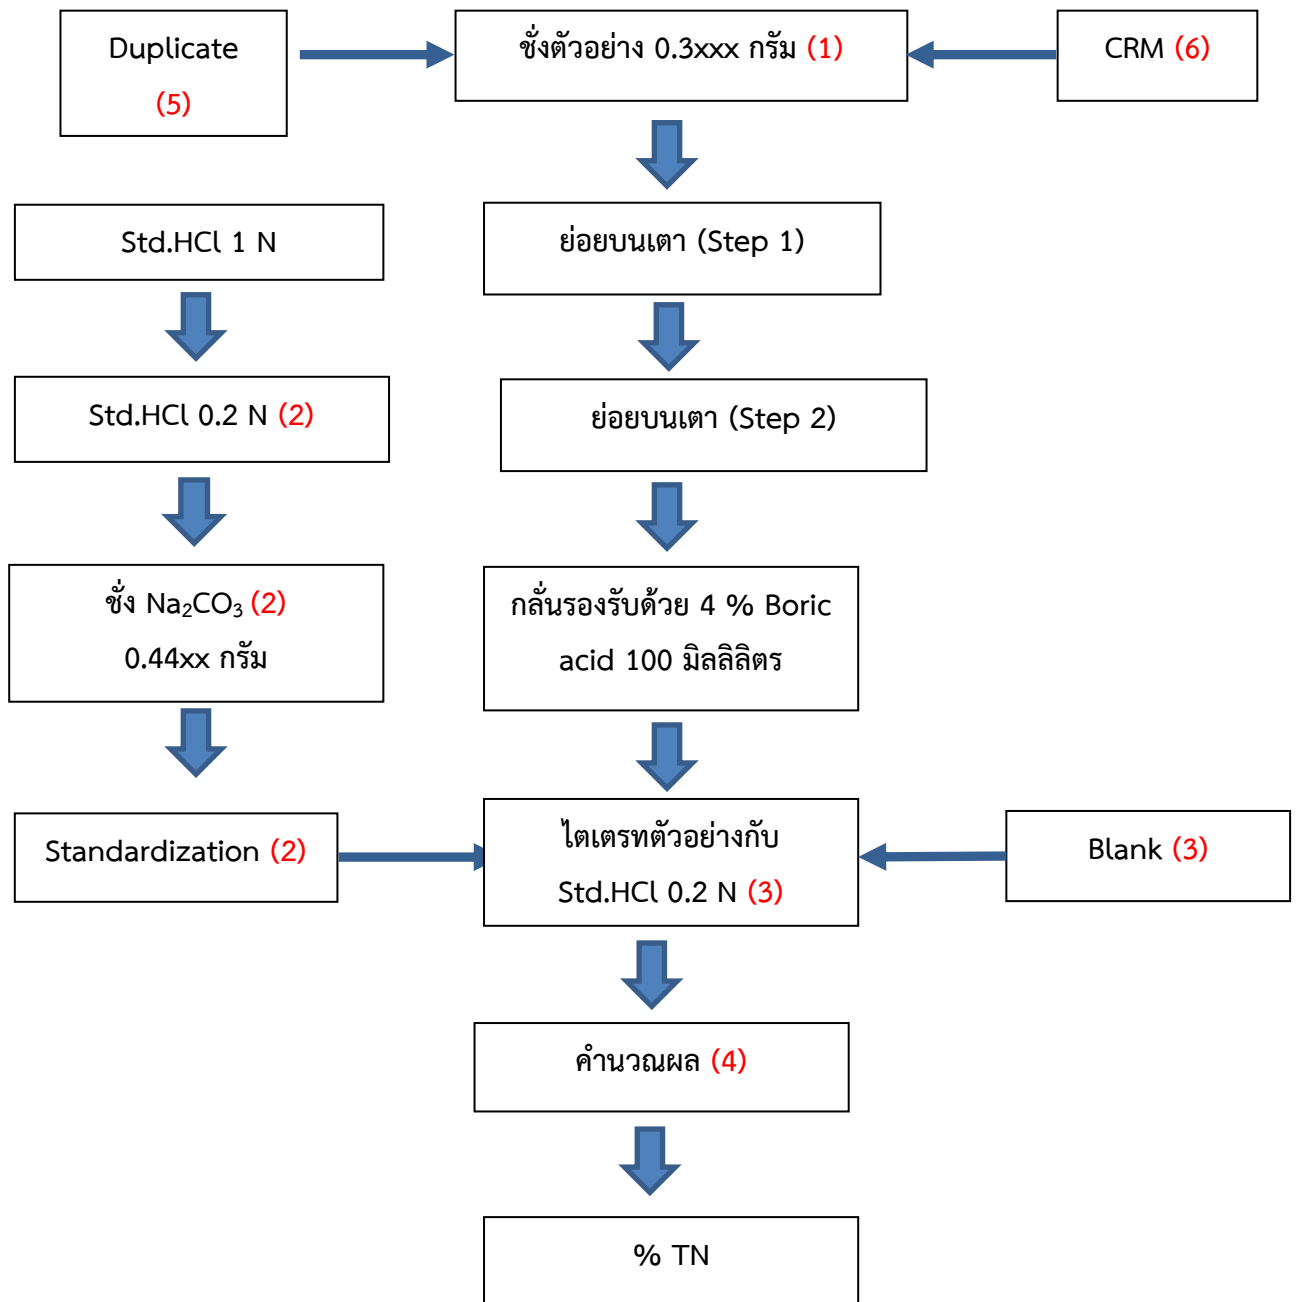 Duplicate
(5)
ชั่งตัวอย่าง 0.3xxx กรัม (1)
CRM (6)
Std.HCl 1 N
ย่อยบนเตา (Step 1)
Std.HCl 0.2 N (2)
ย่อยบนเตา (Step 2)
ชั่ง Na₂CO₃ (2)
0.44xx กรัม
กลั่นรองรับด้วย 4 % Boric
acid 100 มิลลิลิตร
Standardization (2)
ไตเตรทตัวอย่างกับ
Std.HCl 0.2 N (3)
Blank (3)
คำนวณผล (4)
% TN